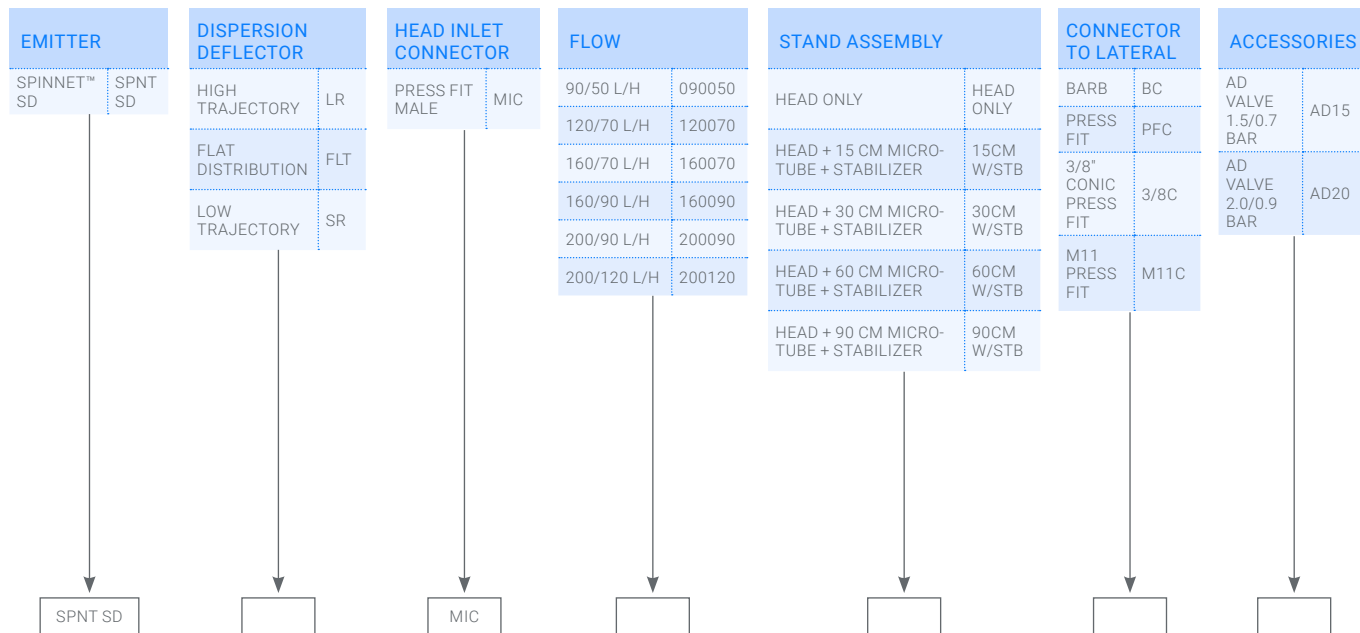 EMITTER
SPINNET™
SD
SPNT
SD
DISPERSION
DEFLECTOR
HIGH
TRAJECTORY
LR
FLAT
DISTRIBUTION
FLT
LOW
TRAJECTORY
SR
HEAD INLET
CONNECTOR
PRESS FIT
MALE
MIC
FLOW
90/50 L/H
090050
120/70 L/H
120070
160/70 L/H
160070
160/90 L/H
160090
200/90 L/H
200090
200/120 L/H
200120
STAND ASSEMBLY
HEAD ONLY
HEAD
ONLY
HEAD + 15 CM MICRO-
TUBE + STABILIZER
15CM
W/STB
HEAD + 30 CM MICRO-
TUBE + STABILIZER
30CM
W/STB
HEAD + 60 CM MICRO-
TUBE + STABILIZER
60CM
W/STB
HEAD + 90 CM MICRO-
TUBE + STABILIZER
90CM
W/STB
CONNECTOR
TO LATERAL
BARB
BC
PRESS
FIT
PFC
3/8"
CONIC
PRESS
FIT
3/8C
M11
PRESS
FIT
M11C
ACCESSORIES
AD
VALVE
1.5/0.7
BAR
AD15
AD
VALVE
2.0/0.9
BAR
AD20
SPNT SD
MIC